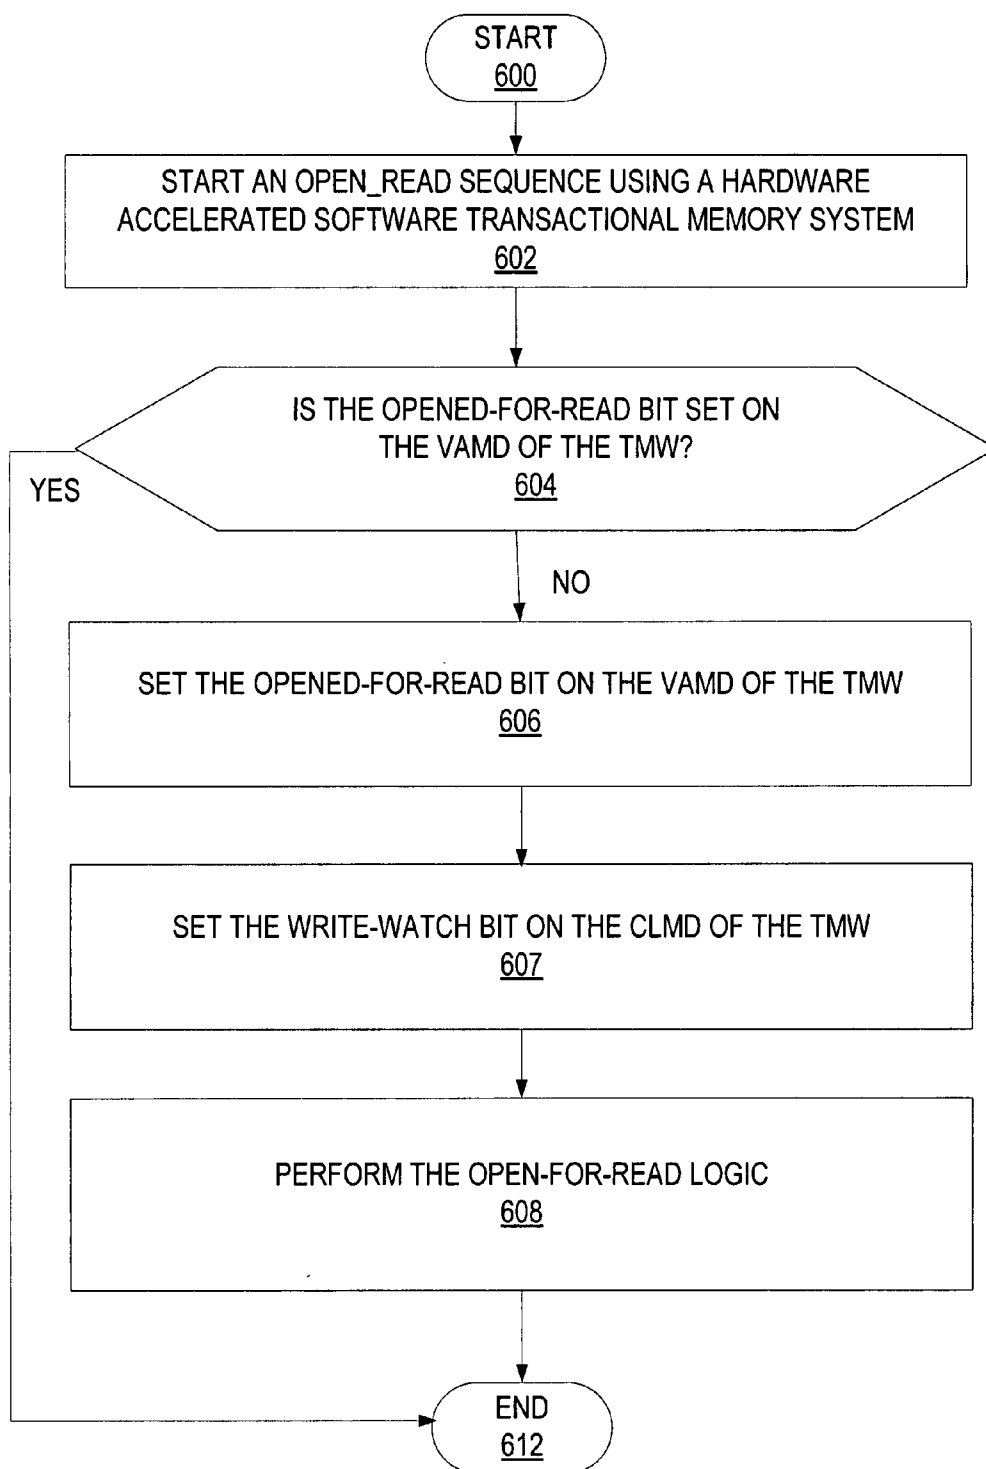 START
600
START AN OPEN_READ SEQUENCE USING A HARDWARE
ACCELERATED SOFTWARE TRANSACTIONAL MEMORY SYSTEM
602
IS THE OPENED-FOR-READ BIT SET ON
THE VAMD OF THE TMW?
604
YES
NO
SET THE OPENED-FOR-READ BIT ON THE VAMD OF THE TMW
606
SET THE WRITE-WATCH BIT ON THE CLMD OF THE TMW
607
PERFORM THE OPEN-FOR-READ LOGIC
608
END
612